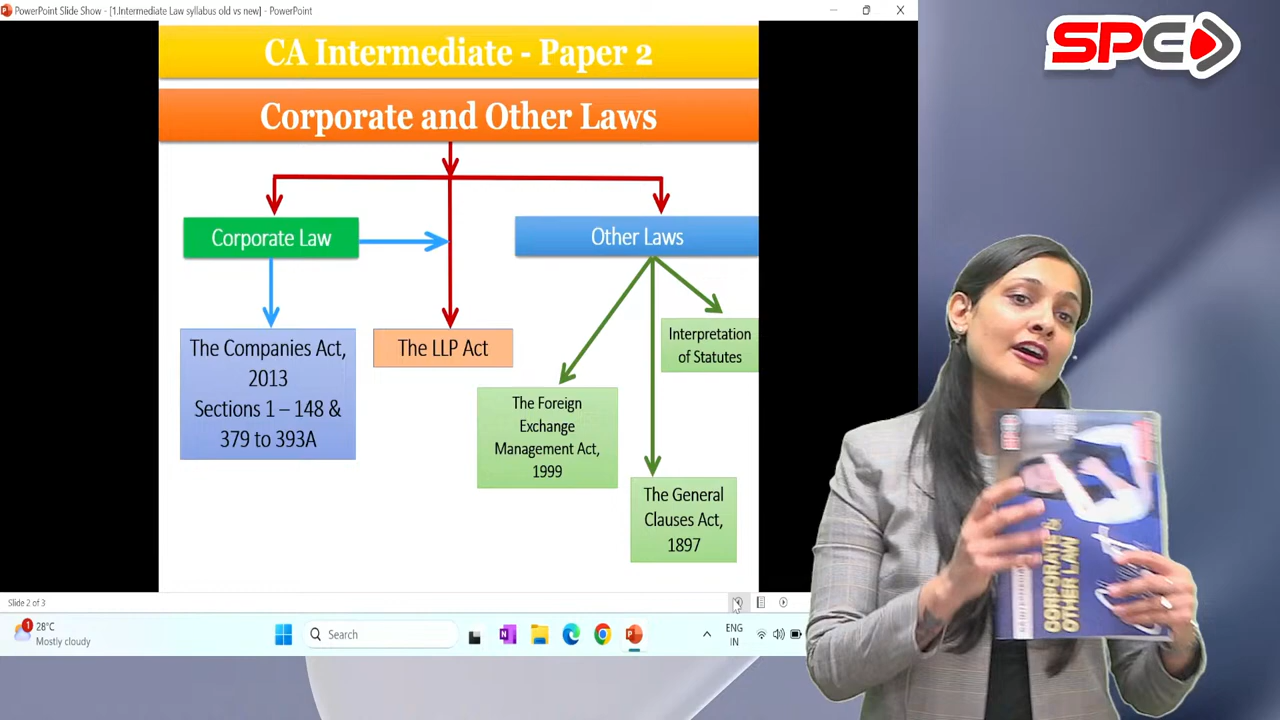 PowerPoint Slide Show - [1.Intermediate Law syllabus old vs new] - PowerPoint
SPC
CA Intermediate - Paper 2
Corporate and Other Laws
Corporate Law
Other Laws
The Companies Act,
2013
Sections 1 – 148 &
379 to 393A
The LLP Act
Interpretation
of Statutes
The Foreign
Exchange
Management Act,
1999
The General
Clauses Act,
1897
CORPORATE &
OTHER LAW
Slide 2 of 3
1
28°C
Mostly cloudy
Search
ENG
IN